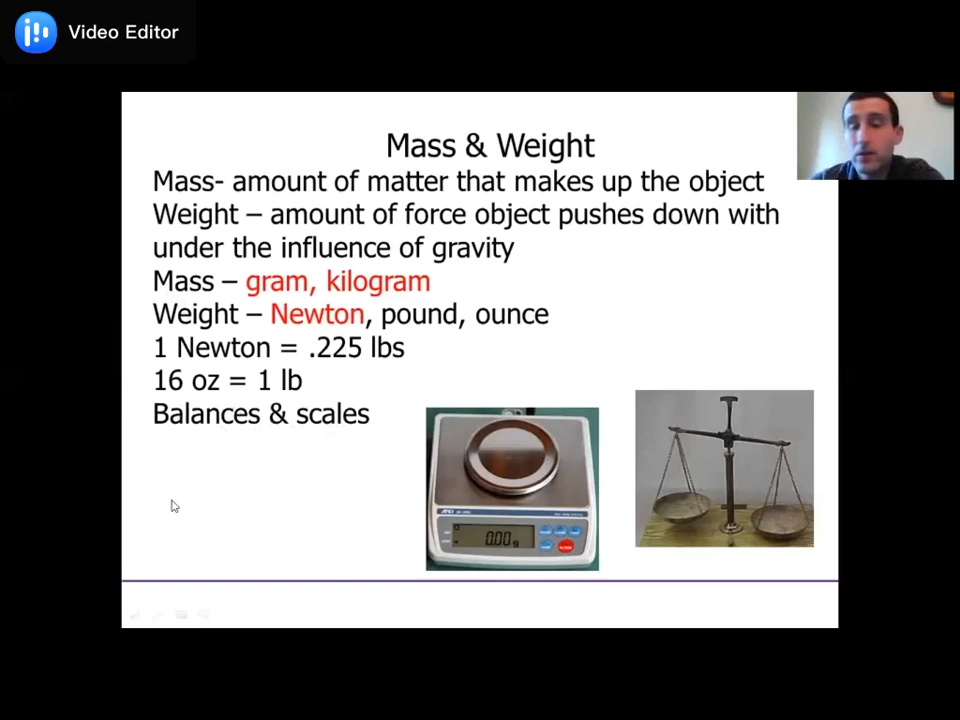 Video Editor
Mass & Weight
Mass- amount of matter that makes up the object
Weight – amount of force object pushes down with
under the influence of gravity
Mass – gram, kilogram
Weight – Newton, pound, ounce
1 Newton = .225 lbs
16 oz = 1 lb
Balances & scales
AND
0.00 g